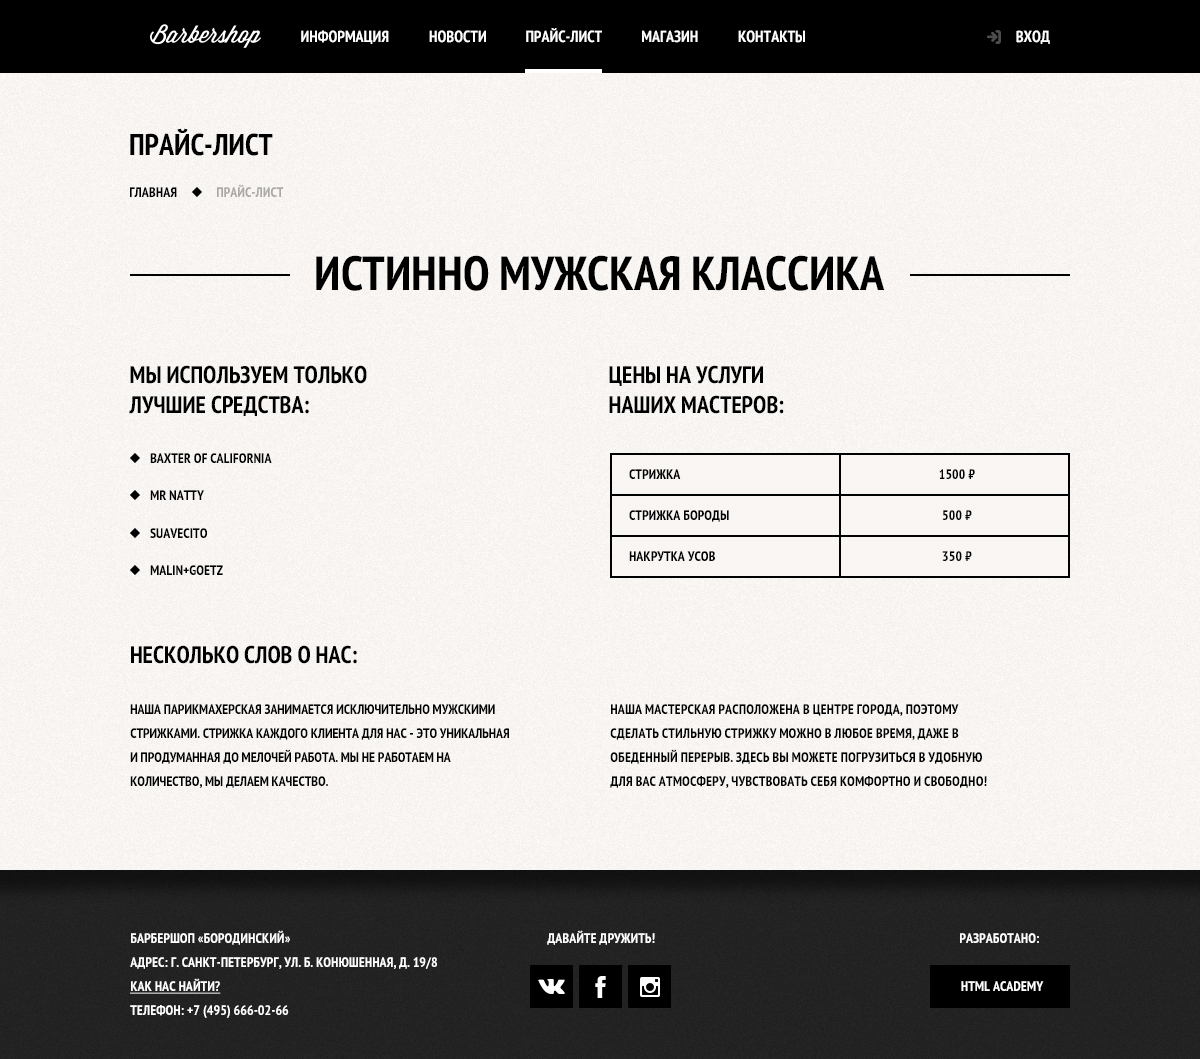 Barbershop ИНФОРМАЦИЯ НОВОСТИ ПРАЙС-ЛИСТ МАГАЗИН КОНТАКТЫ ВХОД
ПРАЙС-ЛИСТ
ГЛАВНАЯ ◆ ПРАЙС-ЛИСТ
ИСТИННО МУЖСКАЯ КЛАССИКА
МЫ ИСПОЛЬЗУЕМ ТОЛЬКО
ЛУЧШИЕ СРЕДСТВА:
◆ BAXTER OF CALIFORNIA
◆ MR NATTY
◆ SUAVECITO
◆ MALIN+GOETZ
ЦЕНЫ НА УСЛУГИ
НАШИХ МАСТЕРОВ:
СТРИЖКА 1500 ₽
СТРИЖКА БОРОДЫ 500 ₽
НАКРУТКА УСОВ 350 ₽
НЕСКОЛЬКО СЛОВ О НАС:
НАША ПАРИКМАХЕРСКАЯ ЗАНИМАЕТСЯ ИСКЛЮЧИТЕЛЬНО МУЖСКИМИ
СТРИЖКАМИ. СТРИЖКА КАЖДОГО КЛИЕНТА ДЛЯ НАС - ЭТО УНИКАЛЬНАЯ
И ПРОДУМАННАЯ ДО МЕЛОЧЕЙ РАБОТА. МЫ НЕ РАБОТАЕМ НА
КОЛИЧЕСТВО, МЫ ДЕЛАЕМ КАЧЕСТВО.
НАША МАСТЕРСКАЯ РАСПОЛОЖЕНА В ЦЕНТРЕ ГОРОДА, ПОЭТОМУ
СДЕЛАТЬ СТИЛЬНУЮ СТРИЖКУ МОЖНО В ЛЮБОЕ ВРЕМЯ, ДАЖЕ В
ОБЕДЕННЫЙ ПЕРЕРЫВ. ЗДЕСЬ ВЫ МОЖЕТЕ ПОГРУЗИТЬСЯ В УДОБНУЮ
ДЛЯ ВАС АТМОСФЕРУ, ЧУВСТВОВАТЬ СЕБЯ КОМФОРТНО И СВОБОДНО!
БАРБЕРШОП «БОРОДИНСКИЙ»
АДРЕС: Г. САНКТ-ПЕТЕРБУРГ, УЛ. Б. КОНЮШЕННАЯ, Д. 19/8
КАК НАС НАЙТИ?
ТЕЛЕФОН: +7 (495) 666-02-66
ДАВАЙТЕ ДРУЖИТЬ!
РАЗРАБОТАНО:
HTML ACADEMY